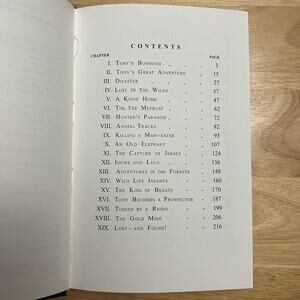 CONTENTS
CHAPTER PAGE
I. TONY'S BOYHOOD . . . . 1
II. TONY'S GREAT ADVENTURE . . . 15
III. DISASTER . . . . . 27
IV. LOST IN THE WILDS . . . . 37
V. A KOPJE HOME . . . . 47
VI. TIM, THE MEERCAT . . . . 62
VII. HUNTER'S PARADISE . . . . 72
VIII. ANIMAL TRACKS . . . . 82
IX. KILLING A MAN-EATER . . . 93
X. AN OLD ELEPHANT . . . . 107
XI. THE CAPTURE OF JERSEY . . . 124
XII. INGWE AND LULU . . . . 136
XIII. ADVENTURES IN THE FORESTS . . 148
XIV. WILD LIFE INFANTS . . . . 160
XV. THE KING OF BEASTS . . . . 170
XVI. TONY BECOMES A PROSPECTOR . . 187
XVII. TOSSED BY A RHINO . . . . 199
XVIII. THE GOLD MINE . . . . 206
XIX. LOST—AND FOUND! . . . . 216